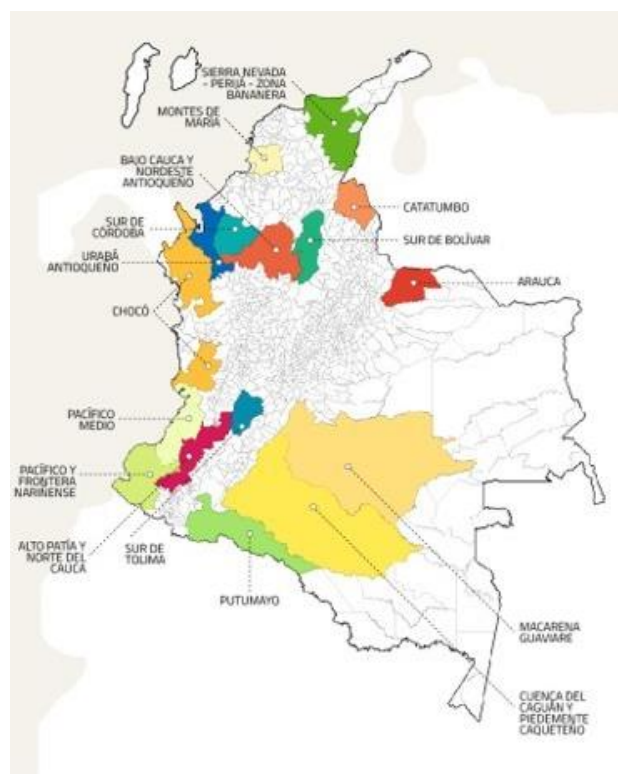 SIERRA NEVADA
- PERIJÁ - ZONA
BANANERA
MONTES DE
MARÍA
BAJO CAUCA Y
NORDESTE
ANTIOQUEÑO
CATATUMBO
SUR DE
CÓRDOBA
SUR DE BOLÍVAR
URABÁ
ANTIOQUEÑO
ARAUCA
CHOCÓ
PACÍFICO
MEDIO
PACÍFICO Y
FRONTERA
NARIÑENSE
ALTO PATÍA Y
NORTE DEL
CAUCA
SUR DE
TOLIMA
PUTUMAYO
MACARENA
GUAVIARE
CUENCA DEL
CAGUÁN Y
PIEDEMENTE
CAQUETEÑO